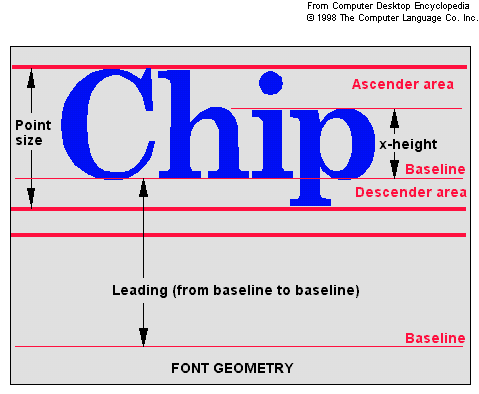 From Computer Desktop Encyclopedia
© 1998 The Computer Language Co. Inc.
Chip
Ascender area
Point
size
x-height
Baseline
Descender area
Leading (from baseline to baseline)
Baseline
FONT GEOMETRY